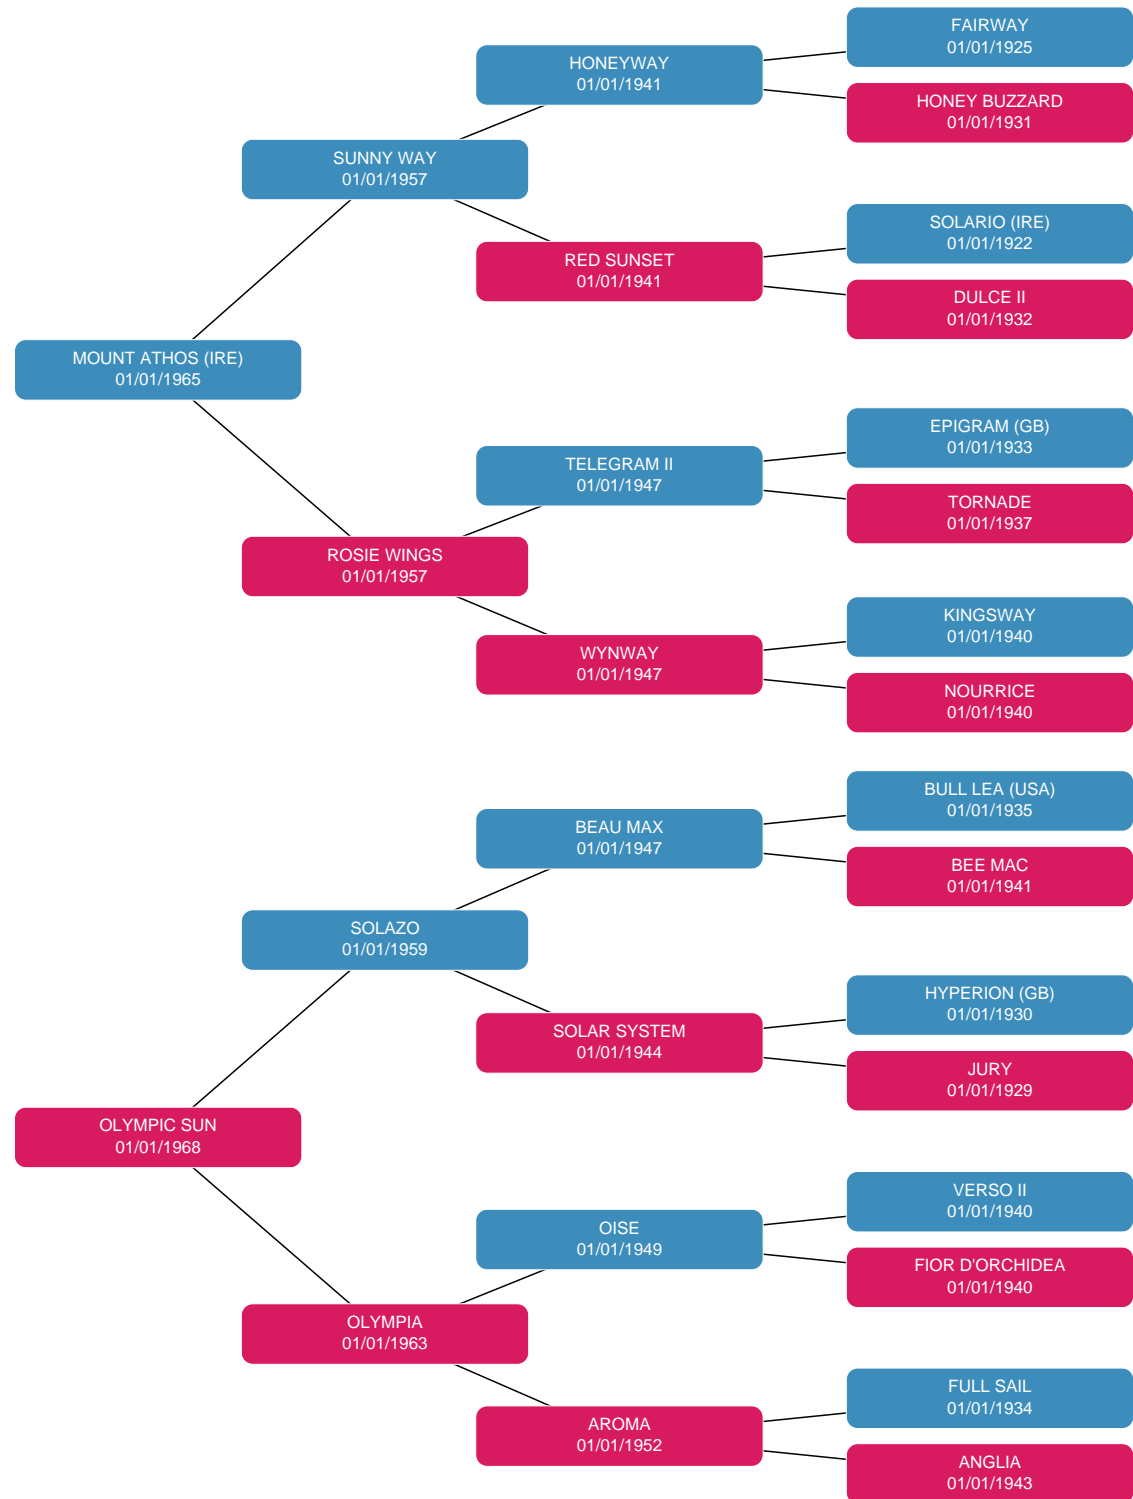 FAIRWAY
01/01/1925
HONEYWAY
01/01/1941
HONEY BUZZARD
01/01/1931
SUNNY WAY
01/01/1957
SOLARIO (IRE)
01/01/1922
RED SUNSET
01/01/1941
DULCE II
01/01/1932
MOUNT ATHOS (IRE)
01/01/1965
EPIGRAM (GB)
01/01/1933
TELEGRAM II
01/01/1947
TORNADE
01/01/1937
ROSIE WINGS
01/01/1957
KINGSWAY
01/01/1940
WYNWAY
01/01/1947
NOURRICE
01/01/1940
BULL LEA (USA)
01/01/1935
BEAU MAX
01/01/1947
BEE MAC
01/01/1941
SOLAZO
01/01/1959
HYPERION (GB)
01/01/1930
SOLAR SYSTEM
01/01/1944
JURY
01/01/1929
OLYMPIC SUN
01/01/1968
VERSO II
01/01/1940
OISE
01/01/1949
FIOR D'ORCHIDEA
01/01/1940
OLYMPIA
01/01/1963
FULL SAIL
01/01/1934
AROMA
01/01/1952
ANGLIA
01/01/1943